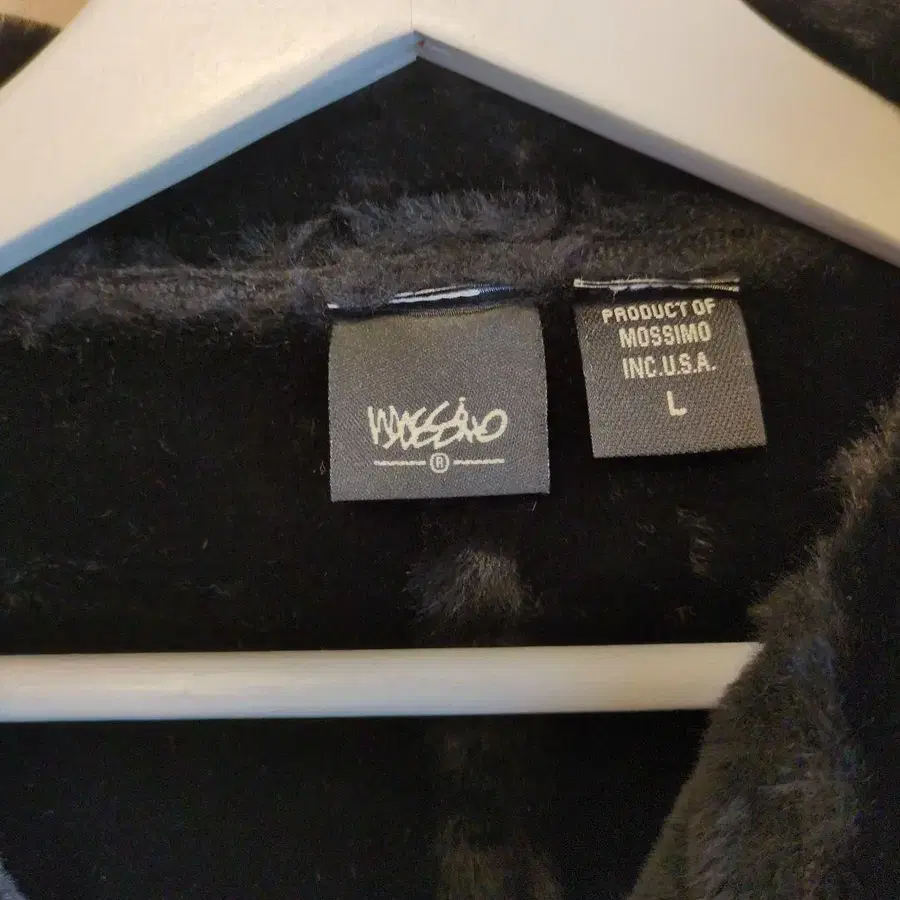 mossimo
®
PRODUCT OF
MOSSIMO
INC.U.S.A.
L